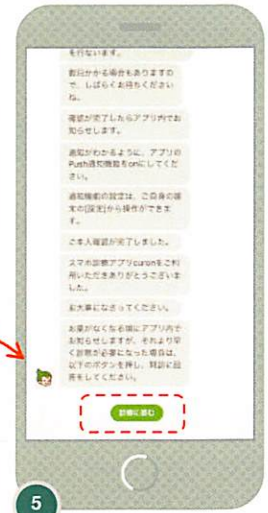 を行ないます。
数日かかる場合もありますの
で、しばらくお待ちください
ね。
確認が完了したらアプリ内でお
知らせします。
通知がわかるように、アプリの
Push通知機能をonにしてくだ
さい。
通知機能の設定は、ご自身の端
末の[設定]から操作ができま
す。
ご本人確認が完了しました。
スマホ診療アプリcuronをご利
用いただきありがとうございま
した。
お大事になさってください。
お薬がなくなる頃にアプリ内で
お知らせしますが、それより早
く診察が必要になった場合は、
以下のボタンを押し、問診に回
答をしてください。
診療に進む
5